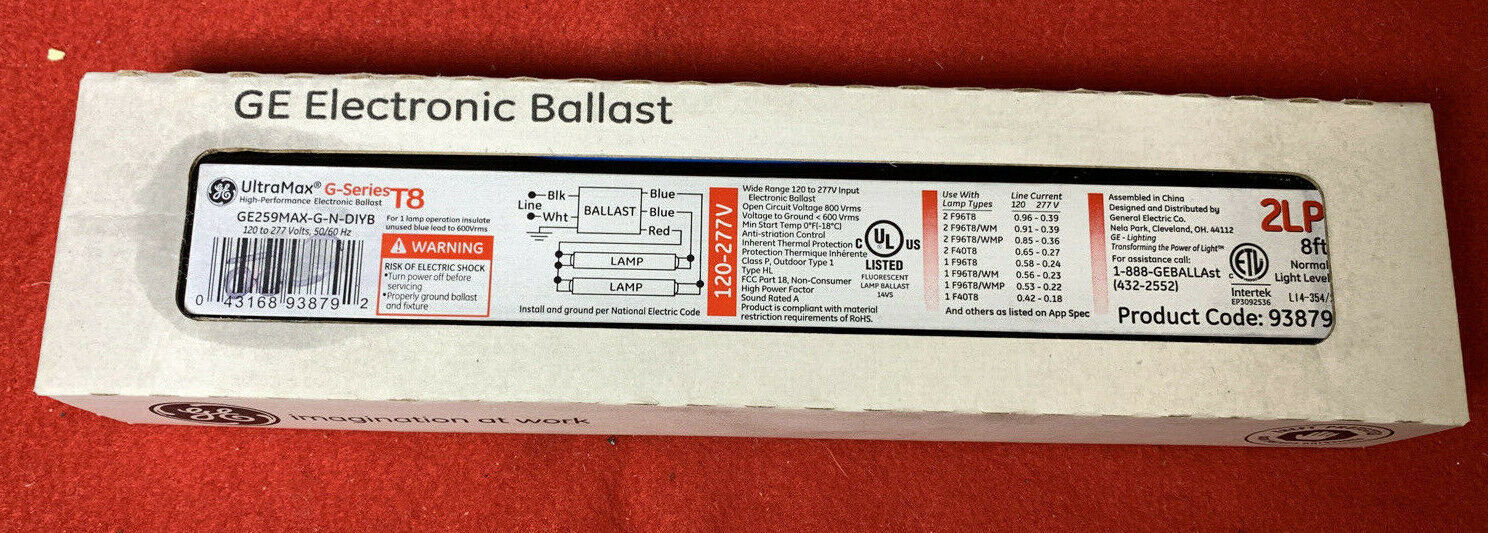 GE Electronic Ballast
GE UltraMax® G-Series T8
High-Performance Electronic Ballast
GE259MAX-G-N-DIYB
120 to 277 Volts, 50/60 Hz
0 43168 93879 2
For 1 lamp operation insulate
unused blue lead to 600Vrms
WARNING
RISK OF ELECTRIC SHOCK
•Turn power off before
servicing
•Properly ground ballast
and fixture
Line
Blk
Wht
BALLAST
Blue
Blue
Red
LAMP
LAMP
Install and ground per National Electric Code
120-277V
Wide Range 120 to 277V Input
Electronic Ballast
Open Circuit Voltage 800 Vrms
Voltage to Ground < 600 Vrms
Min Start Temp 0°F(-18°C)
Anti-striation Control
Inherent Thermal Protection
Protection Thermique Inhérente
Class P, Outdoor Type 1
Type HL
FCC Part 18, Non-Consumer
High Power Factor
Sound Rated A
Product is compliant with material
restriction requirements of RoHS.
C UL US
LISTED
FLUORESCENT
LAMP BALLAST
14VS
Use With Line Current
Lamp Types 120 277 V
2 F96T8 0.96 - 0.39
2 F96T8/WM 0.91 - 0.39
2 F96T8/WMP 0.85 - 0.36
2 F40T8 0.65 - 0.27
1 F96T8 0.58 - 0.24
1 F96T8/WM 0.56 - 0.23
1 F96T8/WMP 0.53 - 0.22
1 F40T8 0.42 - 0.18
And others as listed on App Spec
Assembled in China
Designed and Distributed by
General Electric Co.
Nela Park, Cleveland, OH. 44112
GE - Lighting
Transforming the Power of Light™
For assistance call:
1-888-GEBALLAst
(432-2552)
ETL
Intertek
EP3092536
2LP
8ft
Normal
Light Level
L14-354/
Product Code: 93879
GE imagination at work